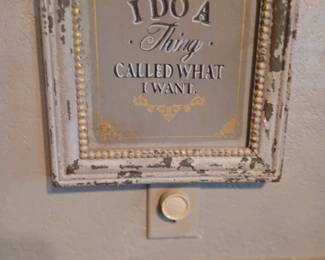 I DO A
Thing
CALLED WHAT
I WANT.